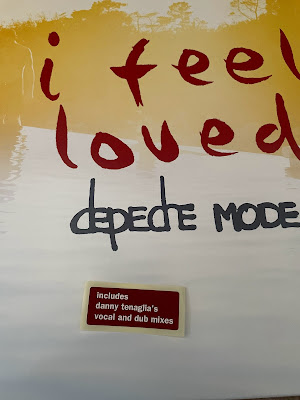 i feel
loved
depeche MODE
includes
danny tenaglia's
vocal and dub mixes